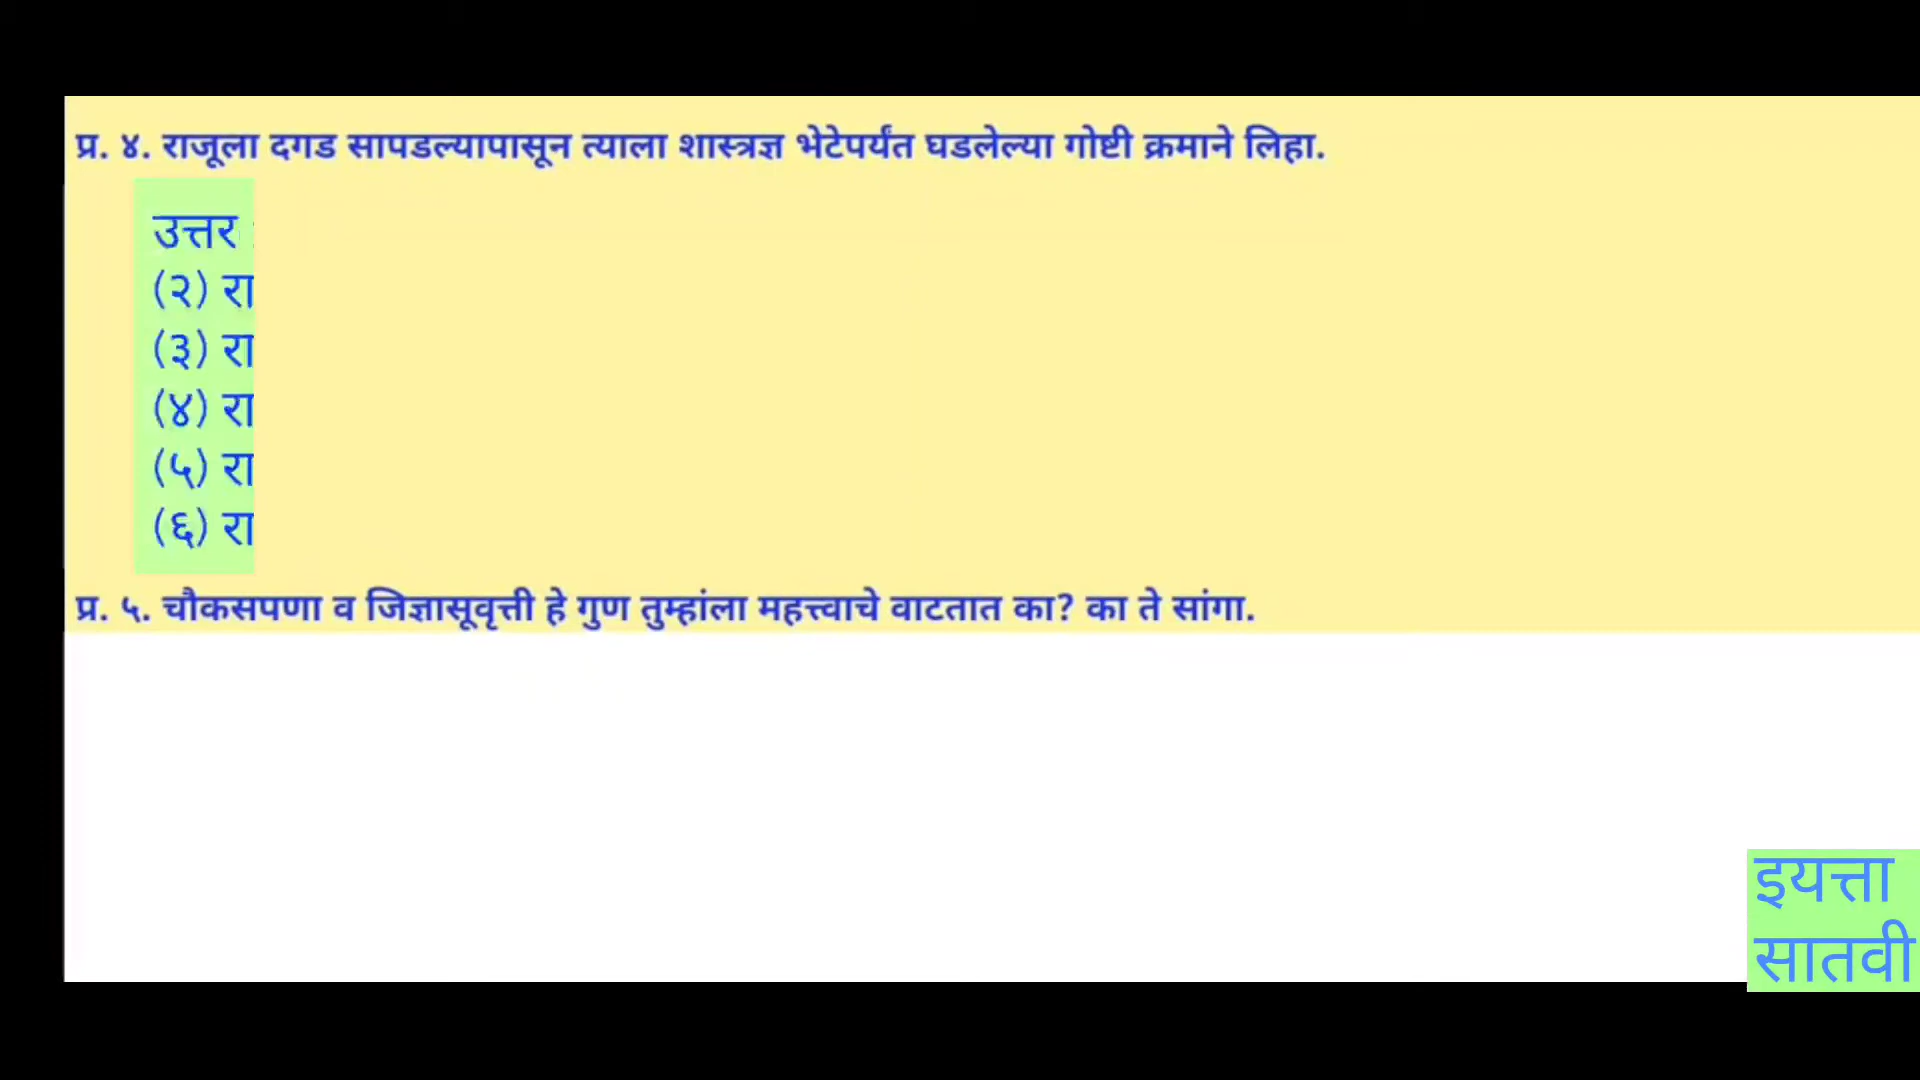 प्र. ४. राजूला दगड सापडल्यापासून त्याला शास्त्रज्ञ भेटेपर्यंत घडलेल्या गोष्टी क्रमाने लिहा.
उत्तर
(२) रा
(३) रा
(४) रा
(५) रा
(६) रा
प्र. ५. चौकसपणा व जिज्ञासूवृत्ती हे गुण तुम्हांला महत्त्वाचे वाटतात का? का ते सांगा.
इयत्ता
सातवी